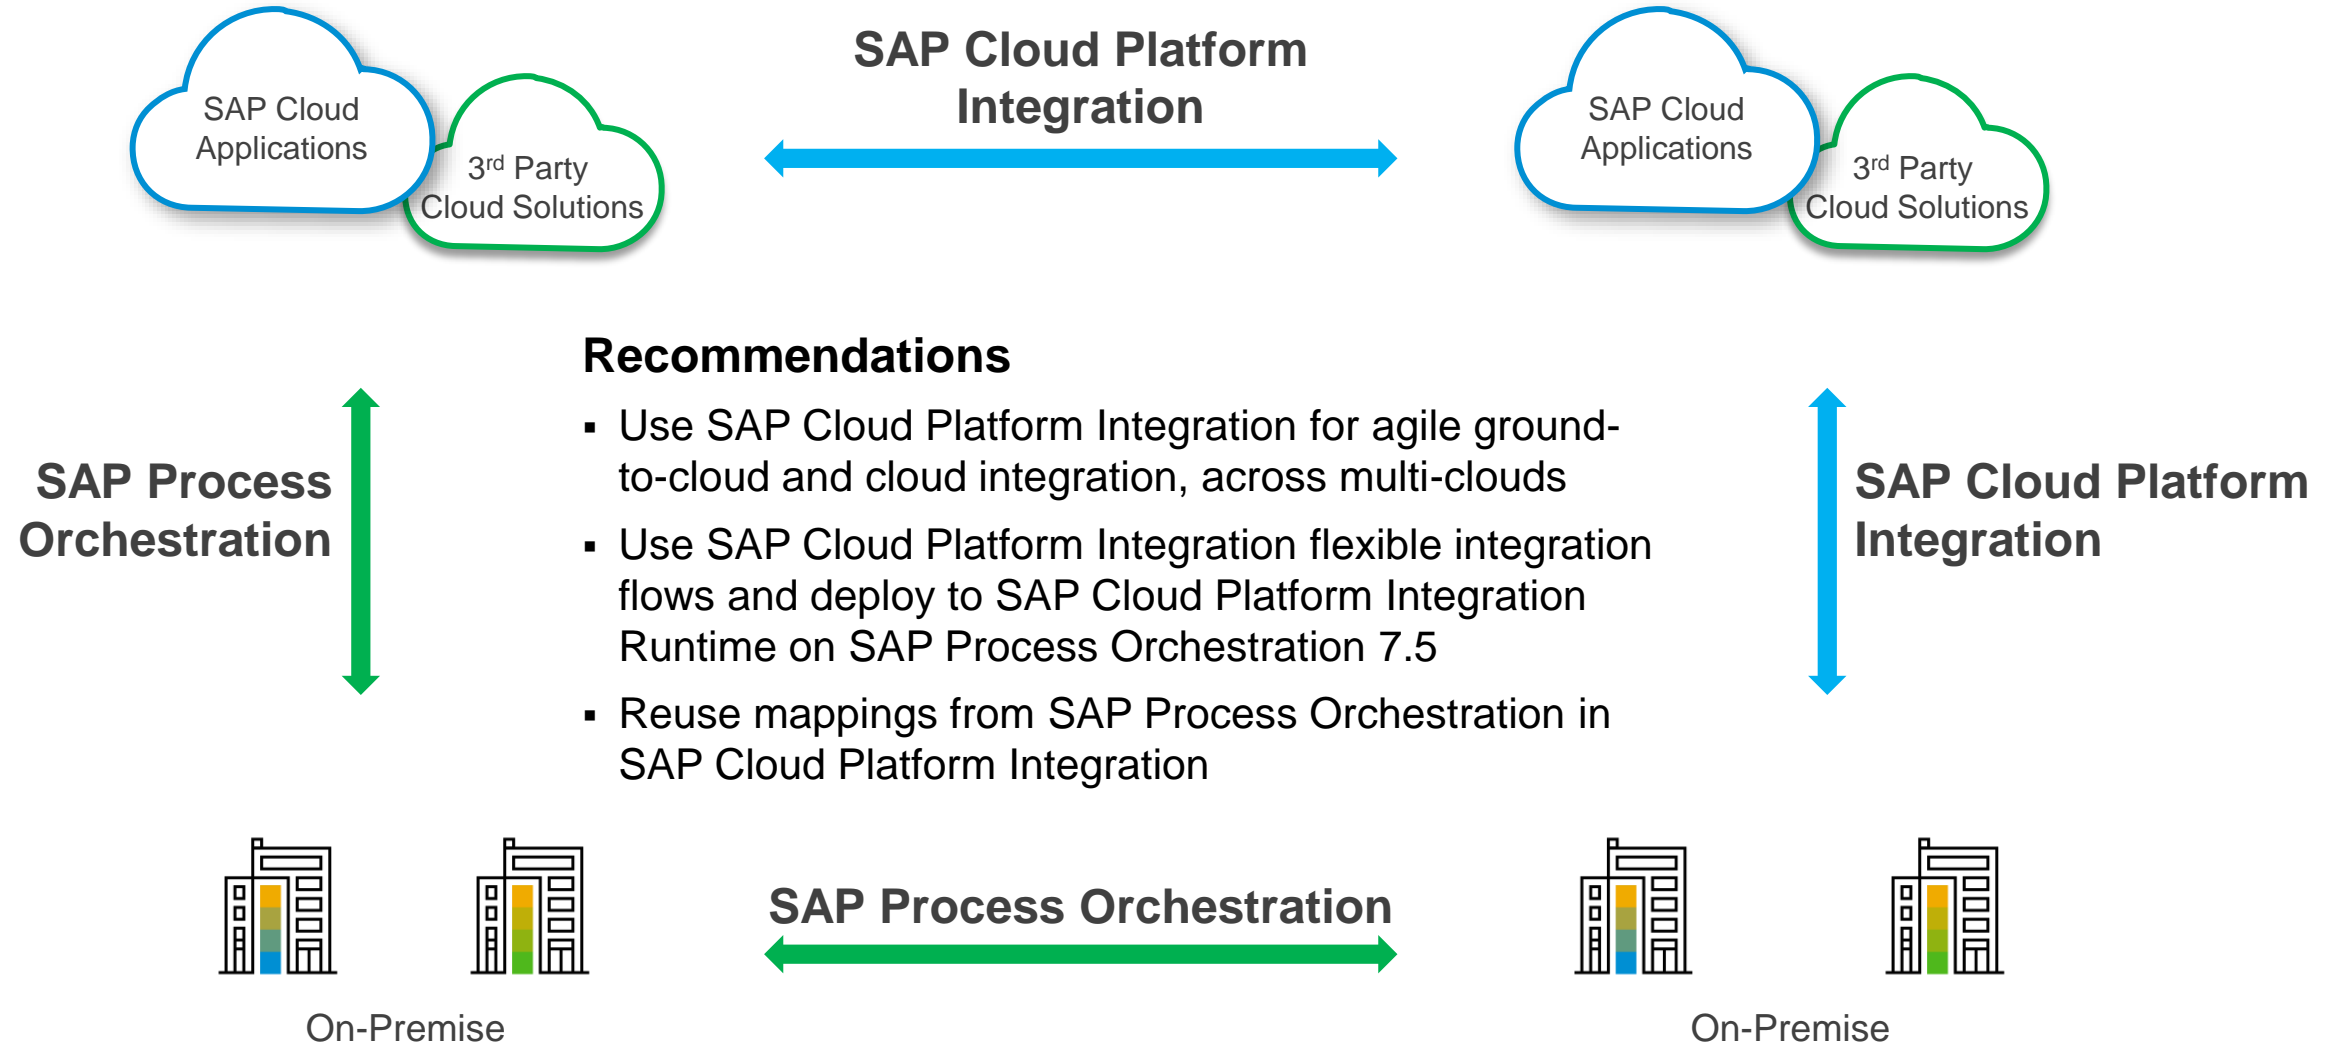 SAP Cloud Platform
Integration
SAP Cloud
Applications
3rd Party
Cloud Solutions
SAP Cloud
Applications
3rd Party
Cloud Solutions
Recommendations
▪ Use SAP Cloud Platform Integration for agile ground-
to-cloud and cloud integration, across multi-clouds
▪ Use SAP Cloud Platform Integration flexible integration
flows and deploy to SAP Cloud Platform Integration
Runtime on SAP Process Orchestration 7.5
▪ Reuse mappings from SAP Process Orchestration in
SAP Cloud Platform Integration
SAP Process
Orchestration
SAP Cloud Platform
Integration
SAP Process Orchestration
On-Premise
On-Premise